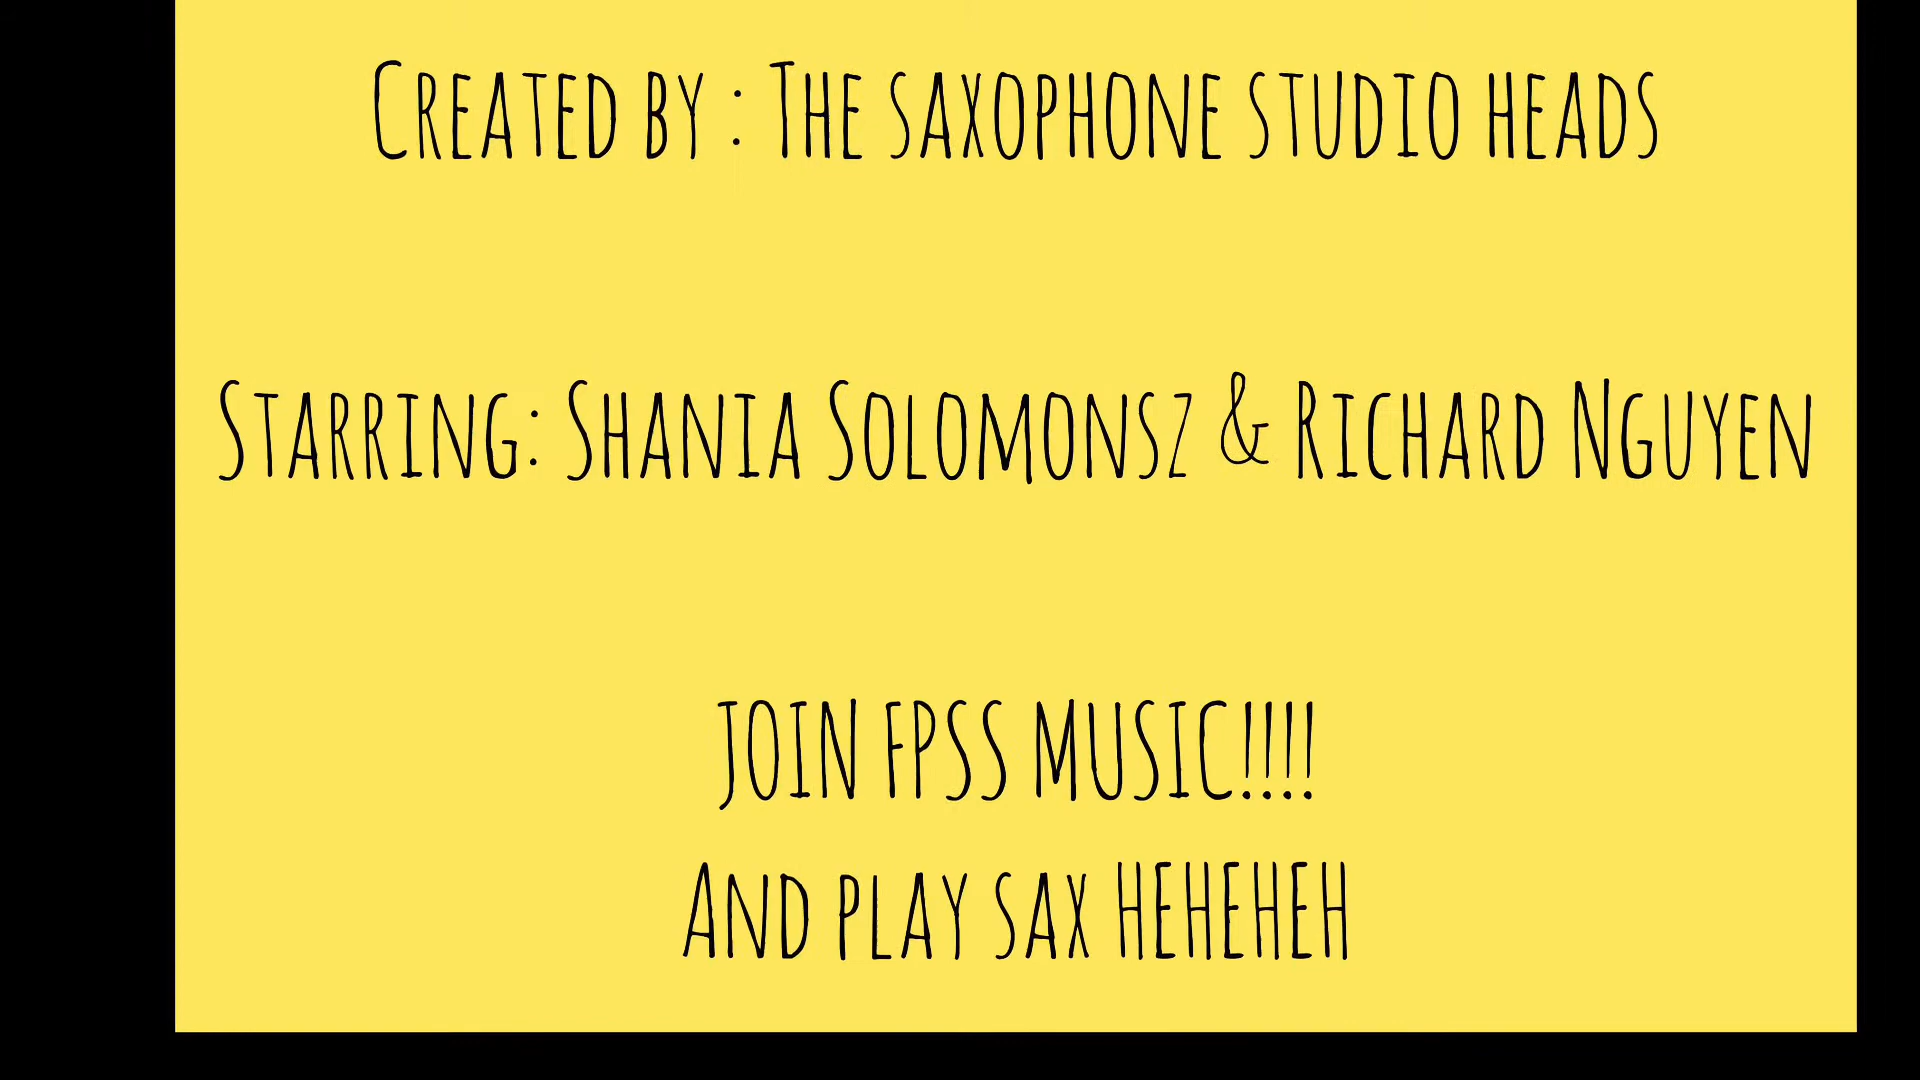 Created by : The saxophone studio heads
Starring: Shania Solomonsz & Richard Nguyen
JOIN FPSS MUSIC!!!!
And play sax HEHEHEH